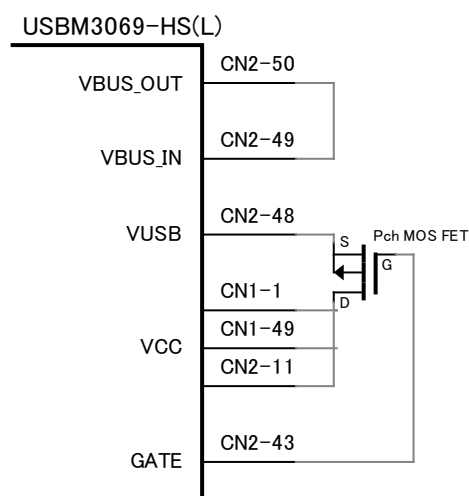 USBM3069-HS(L)
CN2-50
VBUS_OUT
CN2-49
VBUS_IN
CN2-48
VUSB
S
Pch MOS FET
G
CN1-1
D
CN1-49
VCC
CN2-11
CN2-43
GATE